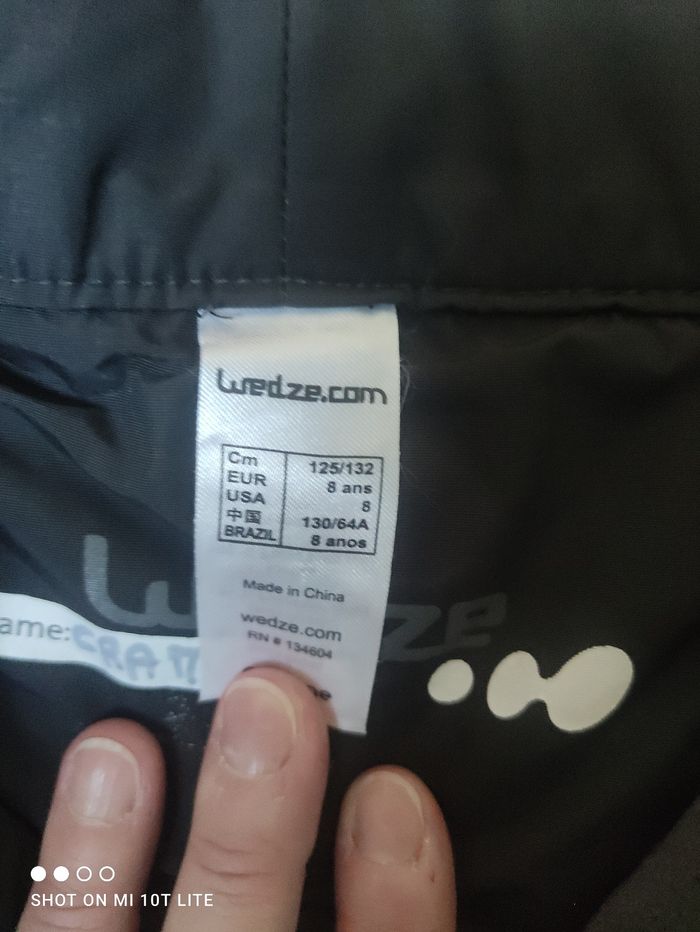 wedze.com
Cm 125/132
EUR 8 ans
USA 8
中国 130/64A
BRAZIL 8 anos
Made in China
wedze.com
RN # 134604
ame:
SHOT ON MI 10T LITE